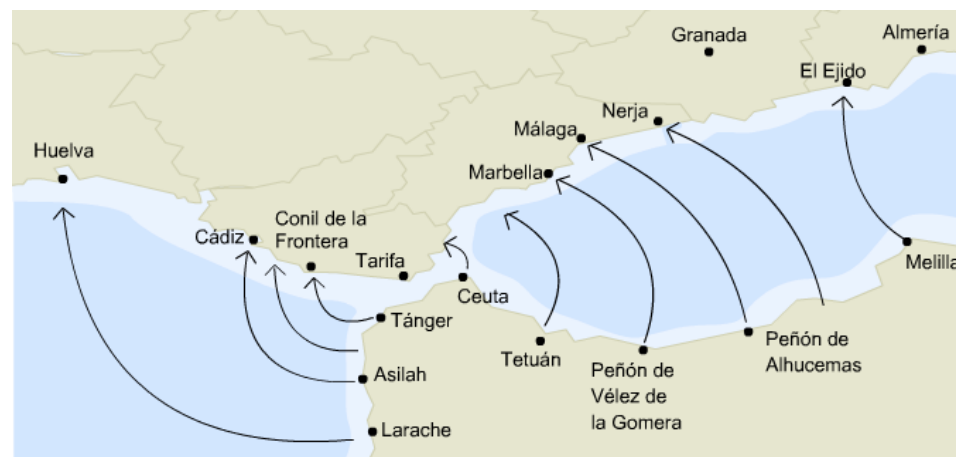 Almería
Granada
El Ejido
Nerja
Málaga
Huelva
Marbella
Conil de la
Frontera
Cádiz
Tarifa
Melilla
Ceuta
Tánger
Peñón de
Alhucemas
Tetuán
Peñón de
Vélez de
la Gomera
Asilah
Larache